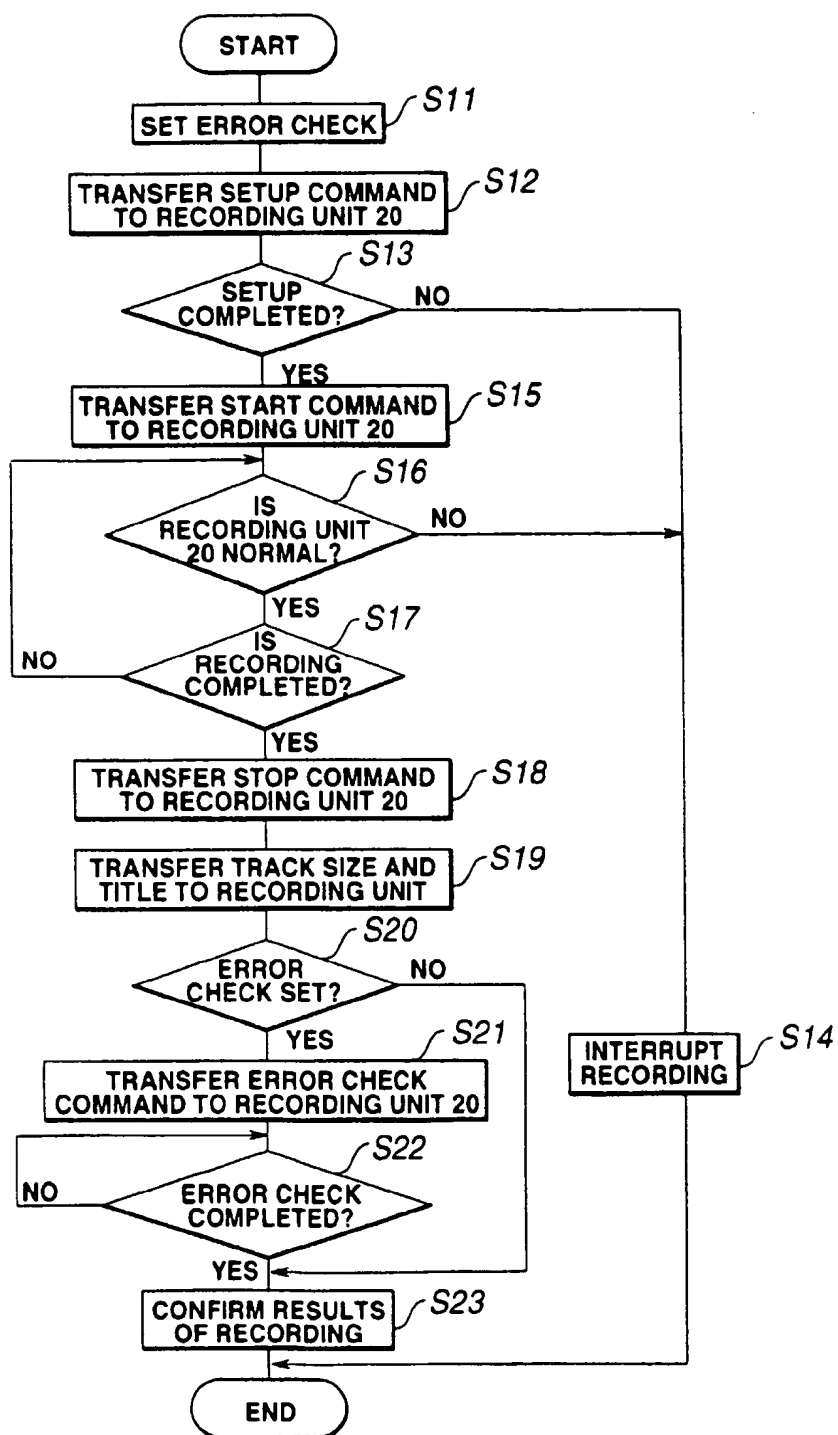 START
S11
SET ERROR CHECK
S12
TRANSFER SETUP COMMAND
TO RECORDING UNIT 20
S13
SETUP
COMPLETED?
NO
YES
S15
TRANSFER START COMMAND
TO RECORDING UNIT 20
S16
IS
RECORDING UNIT
20 NORMAL?
NO
YES
S17
IS
RECORDING
COMPLETED?
NO
YES
S18
TRANSFER STOP COMMAND
TO RECORDING UNIT 20
S19
TRANSFER TRACK SIZE AND
TITLE TO RECORDING UNIT
S20
ERROR
CHECK SET?
NO
YES
S21
TRANSFER ERROR CHECK
COMMAND TO RECORDING UNIT 20
S14
INTERRUPT
RECORDING
S22
ERROR CHECK
COMPLETED?
NO
YES
S23
CONFIRM RESULTS
OF RECORDING
END